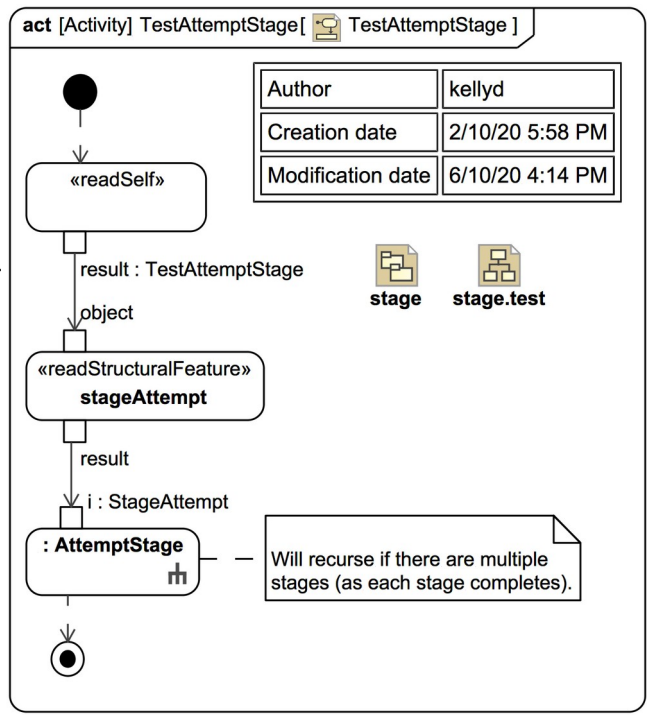 act [Activity] TestAttemptStage[ TestAttemptStage ]
Author kellyd
Creation date 2/10/20 5:58 PM
Modification date 6/10/20 4:14 PM
«readSelf»
result : TestAttemptStage
object
stage
stage.test
«readStructuralFeature»
stageAttempt
result
i : StageAttempt
: AttemptStage
Will recurse if there are multiple
stages (as each stage completes).